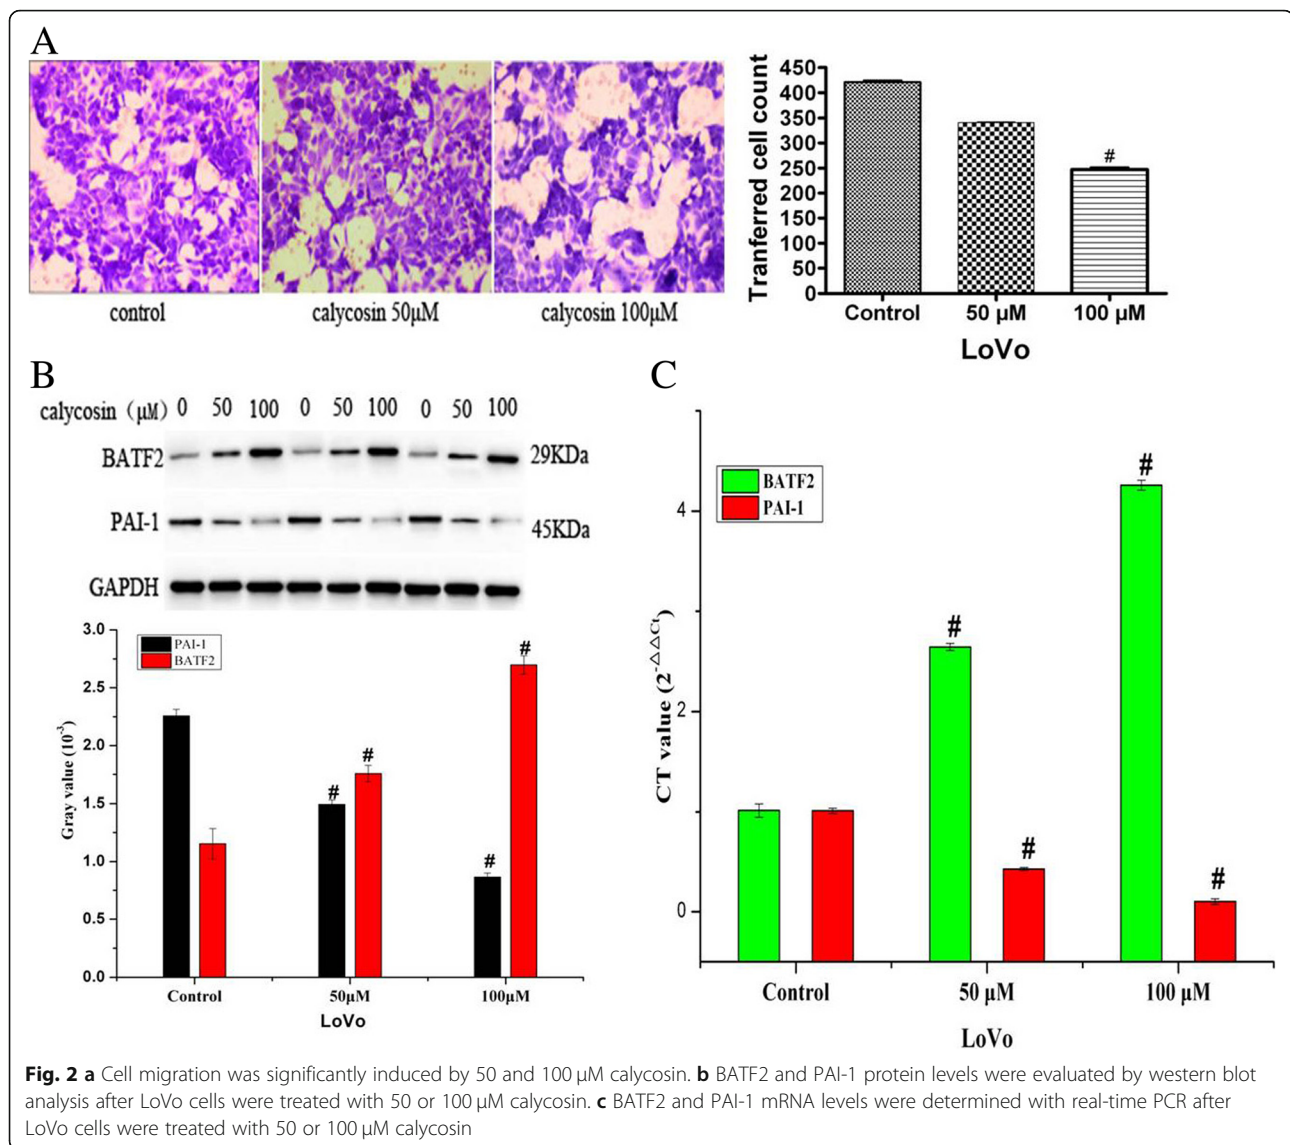 A
control
calycosin 50μM
calycosin 100μM
Tranferred cell count
450
400
350
300
250
200
150
100
50
0
#
Control
50 μM
100 μM
LoVo
B
calycosin (μM) 0 50 100 0 50 100 0 50 100
BATF2
29KDa
PAI-1
45KDa
GAPDH
PAI-1
BATF2
Gray value (10⁻³)
3.0
2.5
2.0
1.5
1.0
0.5
0.0
# # # #
Control
50μM
100μM
LoVo
C
BATF2
PAI-1
CT value (2^-△△Ct)
4
2
0
# # # #
Control
50 μM
100 μM
LoVo
Fig. 2 a Cell migration was significantly induced by 50 and 100 μM calycosin. b BATF2 and PAI-1 protein levels were evaluated by western blot
analysis after LoVo cells were treated with 50 or 100 μM calycosin. c BATF2 and PAI-1 mRNA levels were determined with real-time PCR after
LoVo cells were treated with 50 or 100 μM calycosin